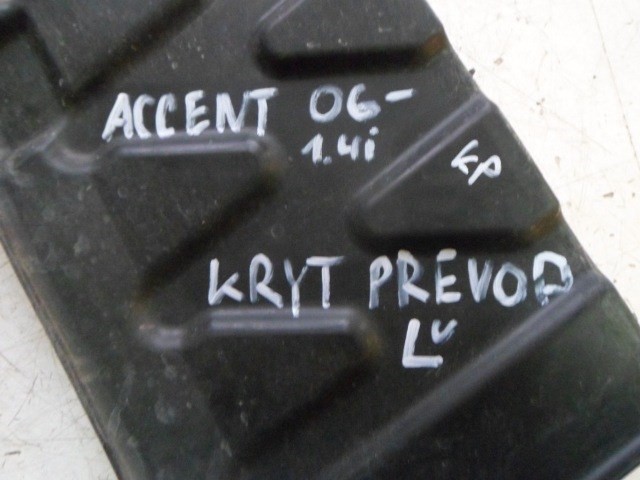 ACCENT 06-
1.4i
KP
KRYT PREVOD
LV